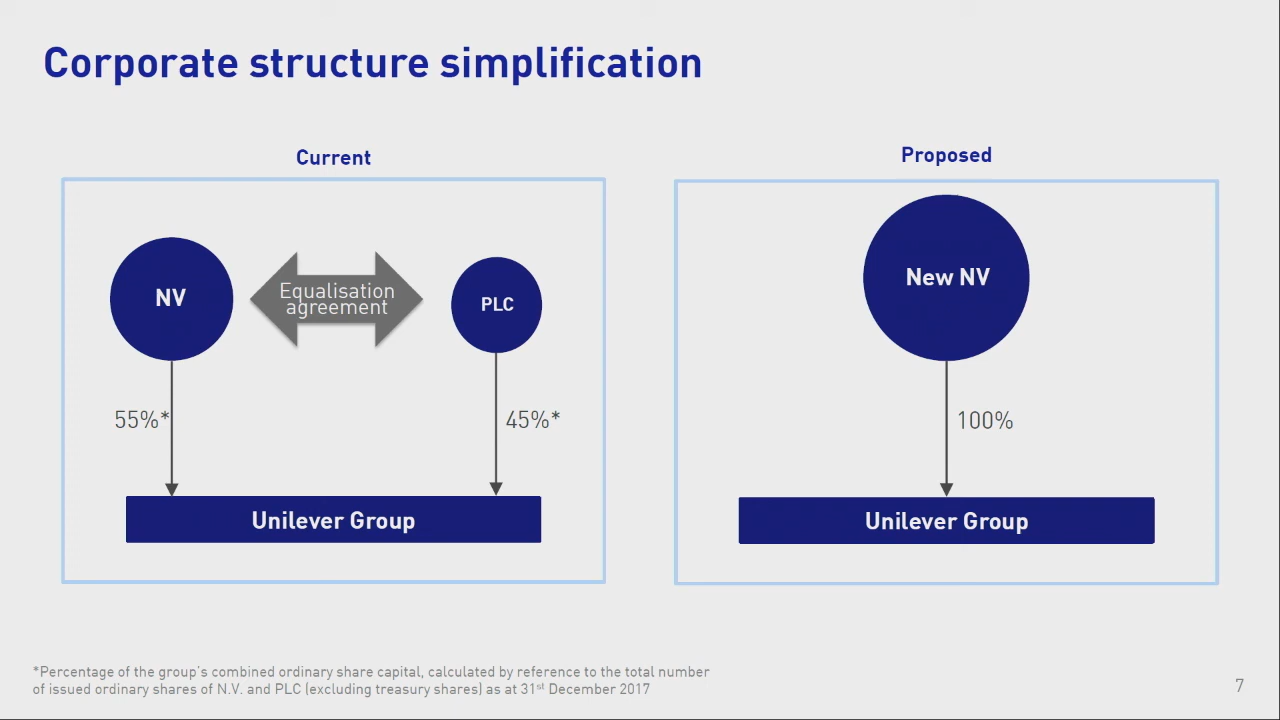 Corporate structure simplification
Current
NV
Equalisation
agreement
PLC
55%*
45%*
Unilever Group
Proposed
New NV
100%
Unilever Group
*Percentage of the group's combined ordinary share capital, calculated by reference to the total number
of issued ordinary shares of N.V. and PLC (excluding treasury shares) as at 31st December 2017
7